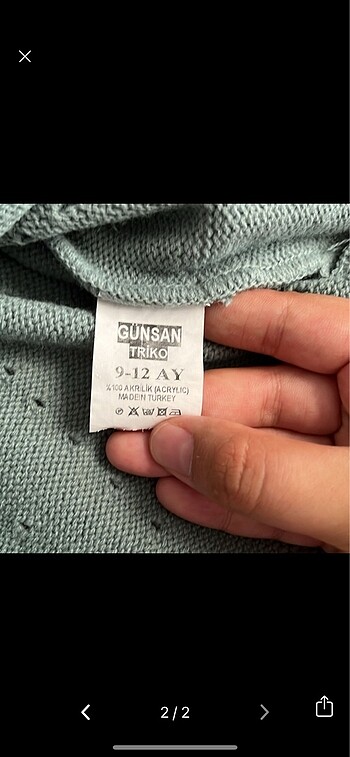 GÜNSAN
TRİKO
9-12 AY
%100 AKRİLİK (ACRYLIC)
MADE IN TURKEY
2/2